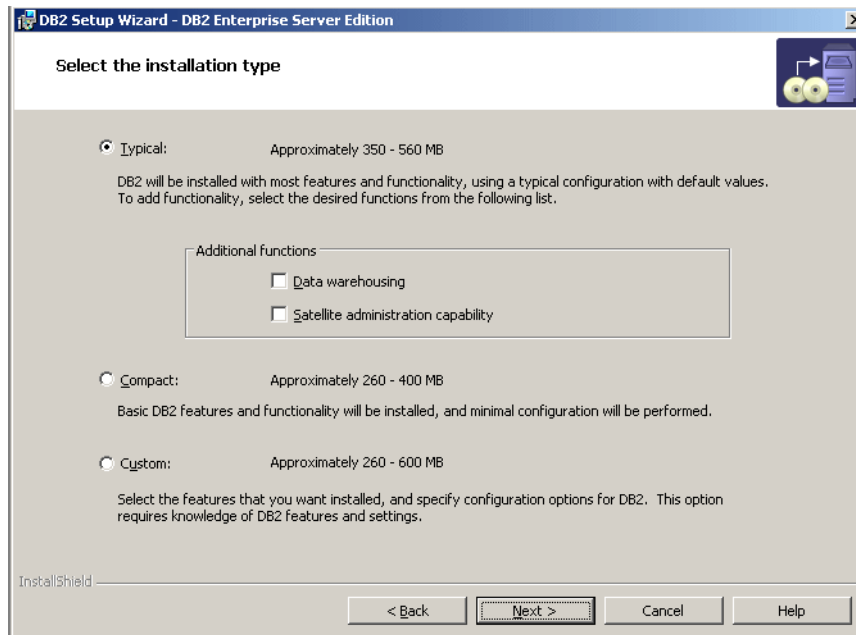 DB2 Setup Wizard - DB2 Enterprise Server Edition
Select the installation type
Typical: Approximately 350 - 560 MB
DB2 will be installed with most features and functionality, using a typical configuration with default values.
To add functionality, select the desired functions from the following list.
Additional functions
Data warehousing
Satellite administration capability
Compact: Approximately 260 - 400 MB
Basic DB2 features and functionality will be installed, and minimal configuration will be performed.
Custom: Approximately 260 - 600 MB
Select the features that you want installed, and specify configuration options for DB2. This option
requires knowledge of DB2 features and settings.
InstallShield
< Back Next > Cancel Help